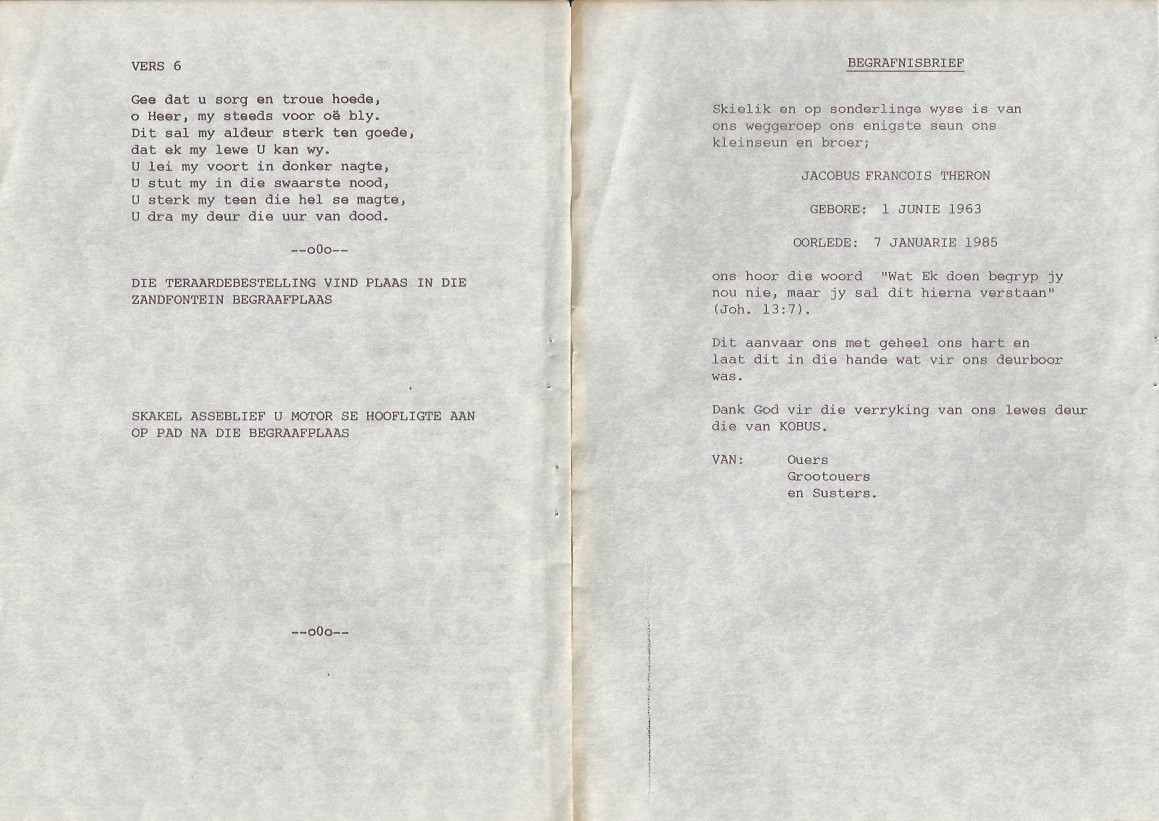 VERS 6
Gee dat u sorg en troue hoede,
o Heer, my steeds voor oë bly.
Dit sal my aldeur sterk ten goede,
dat ek my lewe U kan wy.
U lei my voort in donker nagte,
U stut my in die swaarste nood,
U sterk my teen die hel se magte,
U dra my deur die uur van dood.
--oOo--
DIE TERAARDEBESTELLING VIND PLAAS IN DIE
ZANDFONTEIN BEGRAAFPLAAS
SKAKEL ASSEBLIEF U MOTOR SE HOOFLIGTE AAN
OP PAD NA DIE BEGRAAFPLAAS
--oOo--
BEGRAFNISBRIEF
Skielik en op sonderlinge wyse is van
ons weggeroep ons enigste seun ons
kleinseun en broer;
JACOBUS FRANCOIS THERON
GEBORE: 1 JUNIE 1963
OORLEDE: 7 JANUARIE 1985
ons hoor die woord "Wat Ek doen begryp jy
nou nie, maar jy sal dit hierna verstaan"
(Joh. 13:7).
Dit aanvaar ons met geheel ons hart en
laat dit in die hande wat vir ons deurboor
was.
Dank God vir die verryking van ons lewes deur
die van KOBUS.
VAN: Ouers
Grootouers
en Susters.